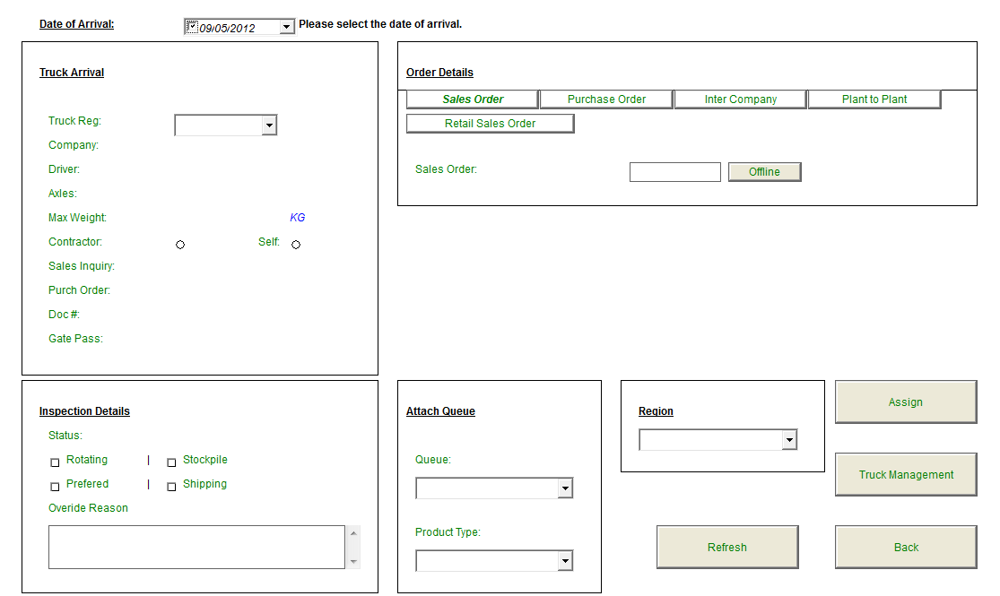 Date of Arrival: 09/05/2012 Please select the date of arrival.
Truck Arrival
Truck Reg:
Company:
Driver:
Axles:
Max Weight: KG
Contractor: Self:
Sales Inquiry:
Purch Order:
Doc #:
Gate Pass:
Order Details
Sales Order Purchase Order Inter Company Plant to Plant
Retail Sales Order
Sales Order: Offline
Inspection Details
Status:
Rotating | Stockpile
Prefered | Shipping
Overide Reason
Attach Queue
Queue:
Product Type:
Region
Assign
Truck Management
Refresh Back